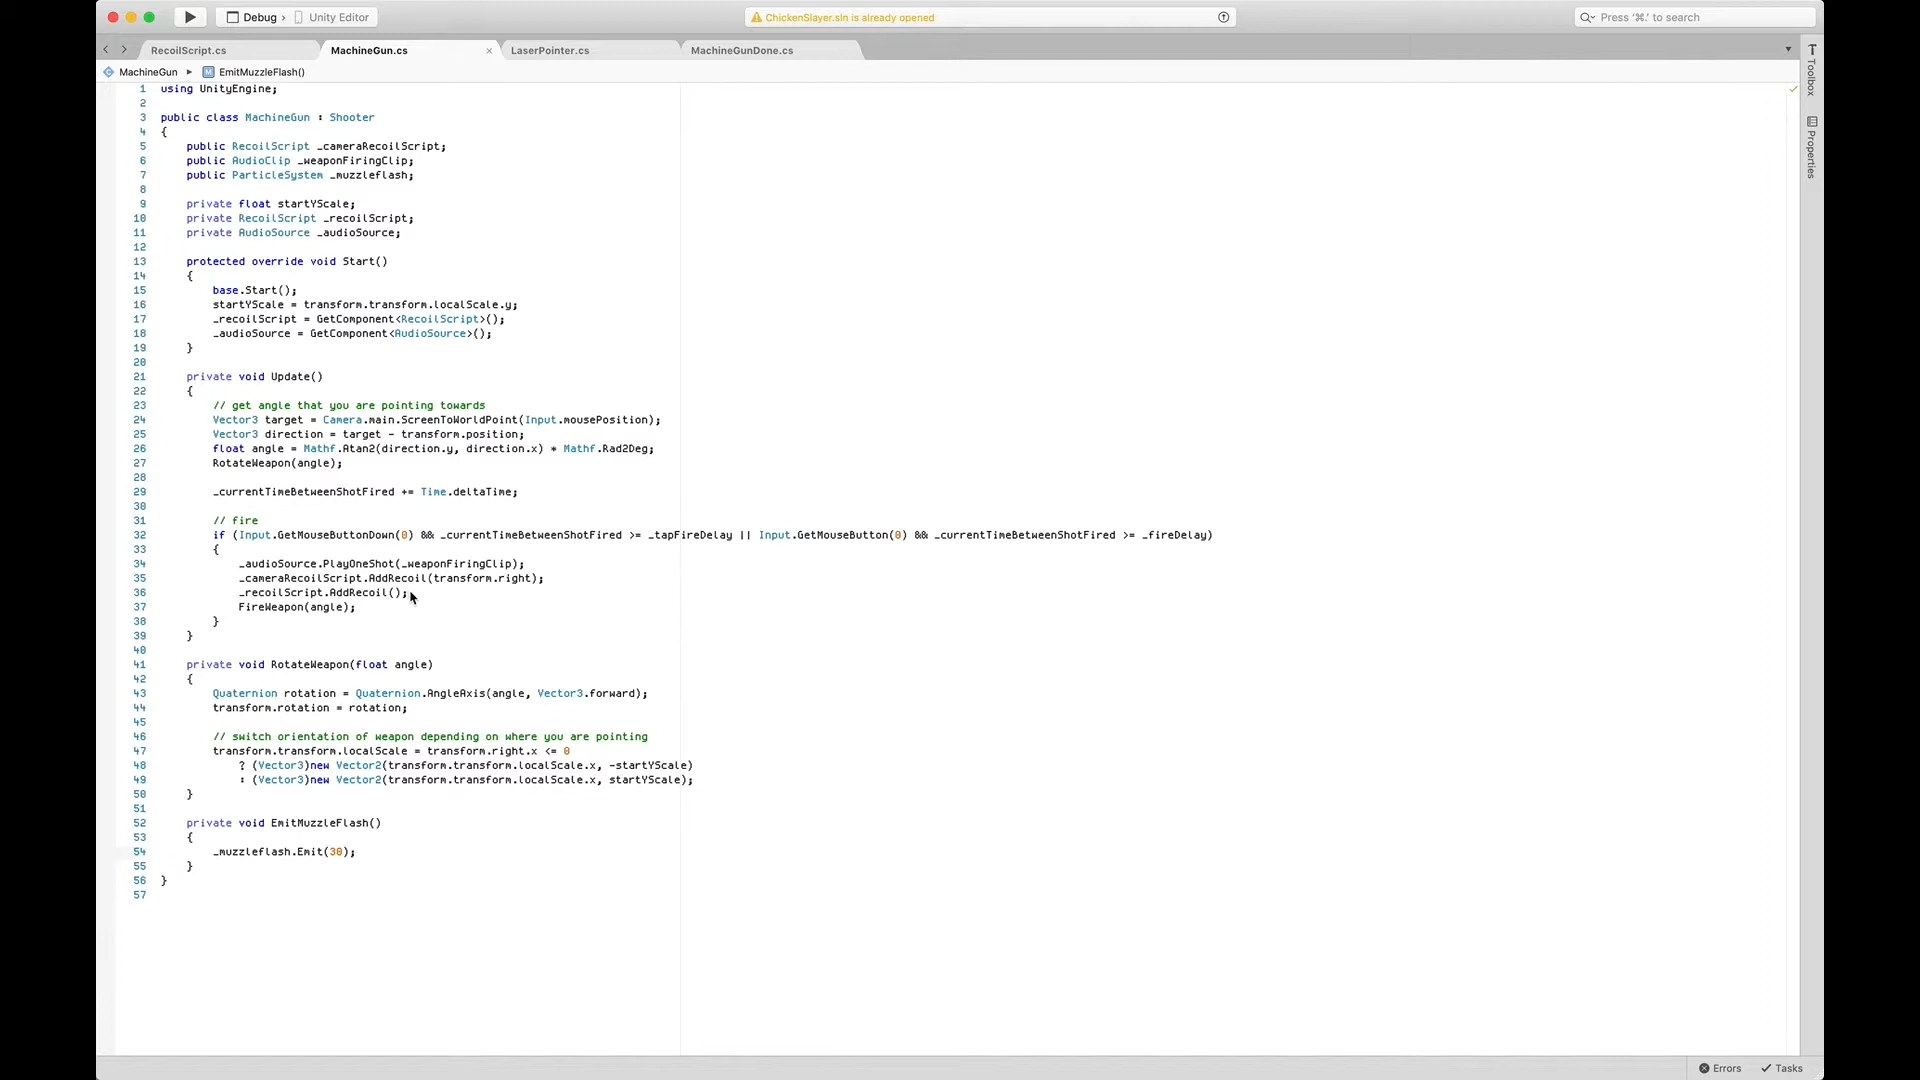 Debug › Unity Editor
ChickenSlayer.sln is already opened
Press '⌘.' to search
RecoilScript.cs
MachineGun.cs
LaserPointer.cs
MachineGunDone.cs
MachineGun ▸ EmitMuzzleFlash()
Toolbox
Properties
1 using UnityEngine;
2
3 public class MachineGun : Shooter
4 {
5 public RecoilScript _cameraRecoilScript;
6 public AudioClip _weaponFiringClip;
7 public ParticleSystem _muzzleflash;
8
9 private float startYScale;
10 private RecoilScript _recoilScript;
11 private AudioSource _audioSource;
12
13 protected override void Start()
14 {
15 base.Start();
16 startYScale = transform.transform.localScale.y;
17 _recoilScript = GetComponent<RecoilScript>();
18 _audioSource = GetComponent<AudioSource>();
19 }
20
21 private void Update()
22 {
23 // get angle that you are pointing towards
24 Vector3 target = Camera.main.ScreenToWorldPoint(Input.mousePosition);
25 Vector3 direction = target - transform.position;
26 float angle = Mathf.Atan2(direction.y, direction.x) * Mathf.Rad2Deg;
27 RotateWeapon(angle);
28
29 _currentTimeBetweenShotFired += Time.deltaTime;
30
31 // fire
32 if (Input.GetMouseButtonDown(0) && _currentTimeBetweenShotFired >= _tapFireDelay || Input.GetMouseButton(0) && _currentTimeBetweenShotFired >= _fireDelay)
33 {
34 _audioSource.PlayOneShot(_weaponFiringClip);
35 _cameraRecoilScript.AddRecoil(transform.right);
36 _recoilScript.AddRecoil();
37 FireWeapon(angle);
38 }
39 }
40
41 private void RotateWeapon(float angle)
42 {
43 Quaternion rotation = Quaternion.AngleAxis(angle, Vector3.forward);
44 transform.rotation = rotation;
45
46 // switch orientation of weapon depending on where you are pointing
47 transform.transform.localScale = transform.right.x <= 0
48 ? (Vector3)new Vector2(transform.transform.localScale.x, -startYScale)
49 : (Vector3)new Vector2(transform.transform.localScale.x, startYScale);
50 }
51
52 private void EmitMuzzleFlash()
53 {
54 _muzzleflash.Emit(30);
55 }
56 }
57
Errors
Tasks